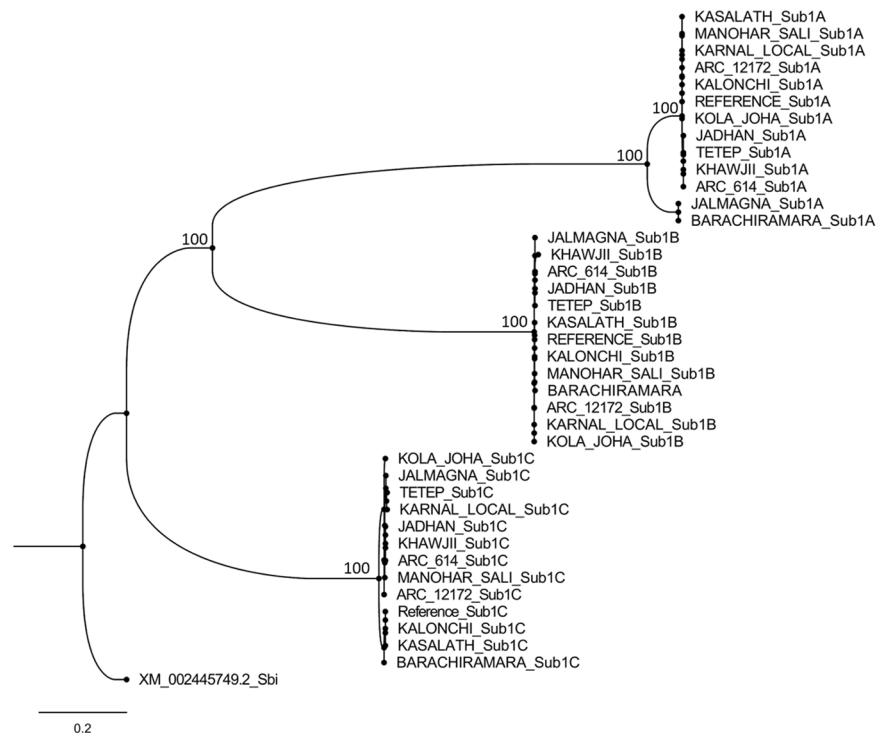 KASALATH_Sub1A
MANOHAR_SALI_Sub1A
KARNAL_LOCAL_Sub1A
ARC_12172_Sub1A
KALONCHI_Sub1A
REFERENCE_Sub1A
100
KOLA_JOHA_Sub1A
JADHAN_Sub1A
TETEP_Sub1A
100
KHAWJII_Sub1A
ARC_614_Sub1A
JALMAGNA_Sub1A
BARACHIRAMARA_Sub1A
100
JALMAGNA_Sub1B
KHAWJII_Sub1B
ARC_614_Sub1B
JADHAN_Sub1B
TETEP_Sub1B
100
KASALATH_Sub1B
REFERENCE_Sub1B
KALONCHI_Sub1B
MANOHAR_SALI_Sub1B
BARACHIRAMARA
ARC_12172_Sub1B
KARNAL_LOCAL_Sub1B
KOLA_JOHA_Sub1B
KOLA_JOHA_Sub1C
JALMAGNA_Sub1C
TETEP_Sub1C
KARNAL_LOCAL_Sub1C
JADHAN_Sub1C
KHAWJII_Sub1C
ARC_614_Sub1C
100
MANOHAR_SALI_Sub1C
ARC_12172_Sub1C
Reference_Sub1C
KALONCHI_Sub1C
KASALATH_Sub1C
BARACHIRAMARA_Sub1C
XM_002445749.2_Sbi
0.2